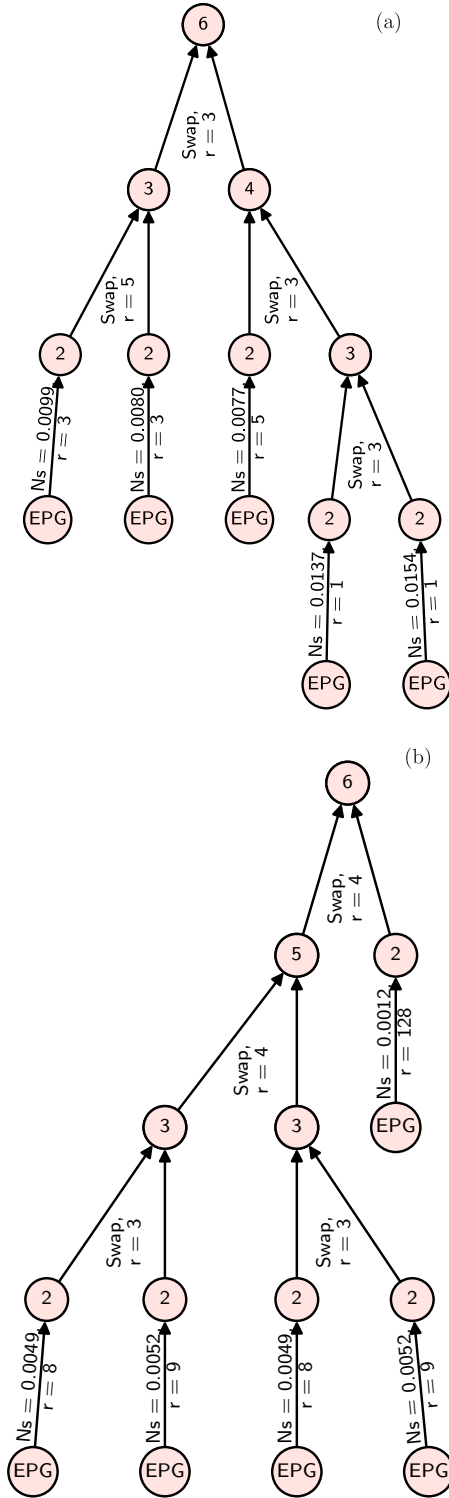 (a)
6
Swap,
r = 3
3
4
Swap,
r = 5
Swap,
r = 3
2
2
2
3
Ns = 0.0099,
r = 3
Ns = 0.0080,
r = 3
Ns = 0.0077,
r = 5
Swap,
r = 3
EPG
EPG
EPG
2
2
Ns = 0.0137,
r = 1
Ns = 0.0154,
r = 1
EPG
EPG
(b)
6
Swap,
r = 4
5
2
Swap,
r = 4
Ns = 0.0012,
r = 128
3
3
EPG
Swap,
r = 3
Swap,
r = 3
2
2
2
2
Ns = 0.0049,
r = 8
Ns = 0.0052,
r = 9
Ns = 0.0049,
r = 8
Ns = 0.0052,
r = 9
EPG
EPG
EPG
EPG